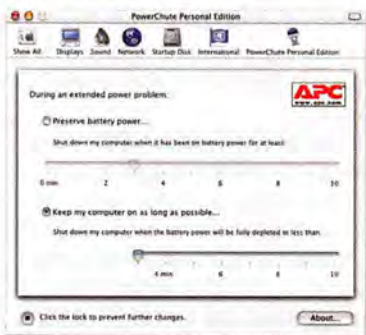 PowerChute Personal Edition
Show All Displays Sound Network Startup Disk International PowerChute Personal Edition
During an extended power problem:
APC
www.apc.com
Preserve battery power...
Shut down my computer when it has been on battery power for at least:
0 min 2 4 6 8 10
Keep my computer on as long as possible...
Shut down my computer when the battery power will be fully depleted in less than:
4 min 6 8 10
Click the lock to prevent further changes.
About...